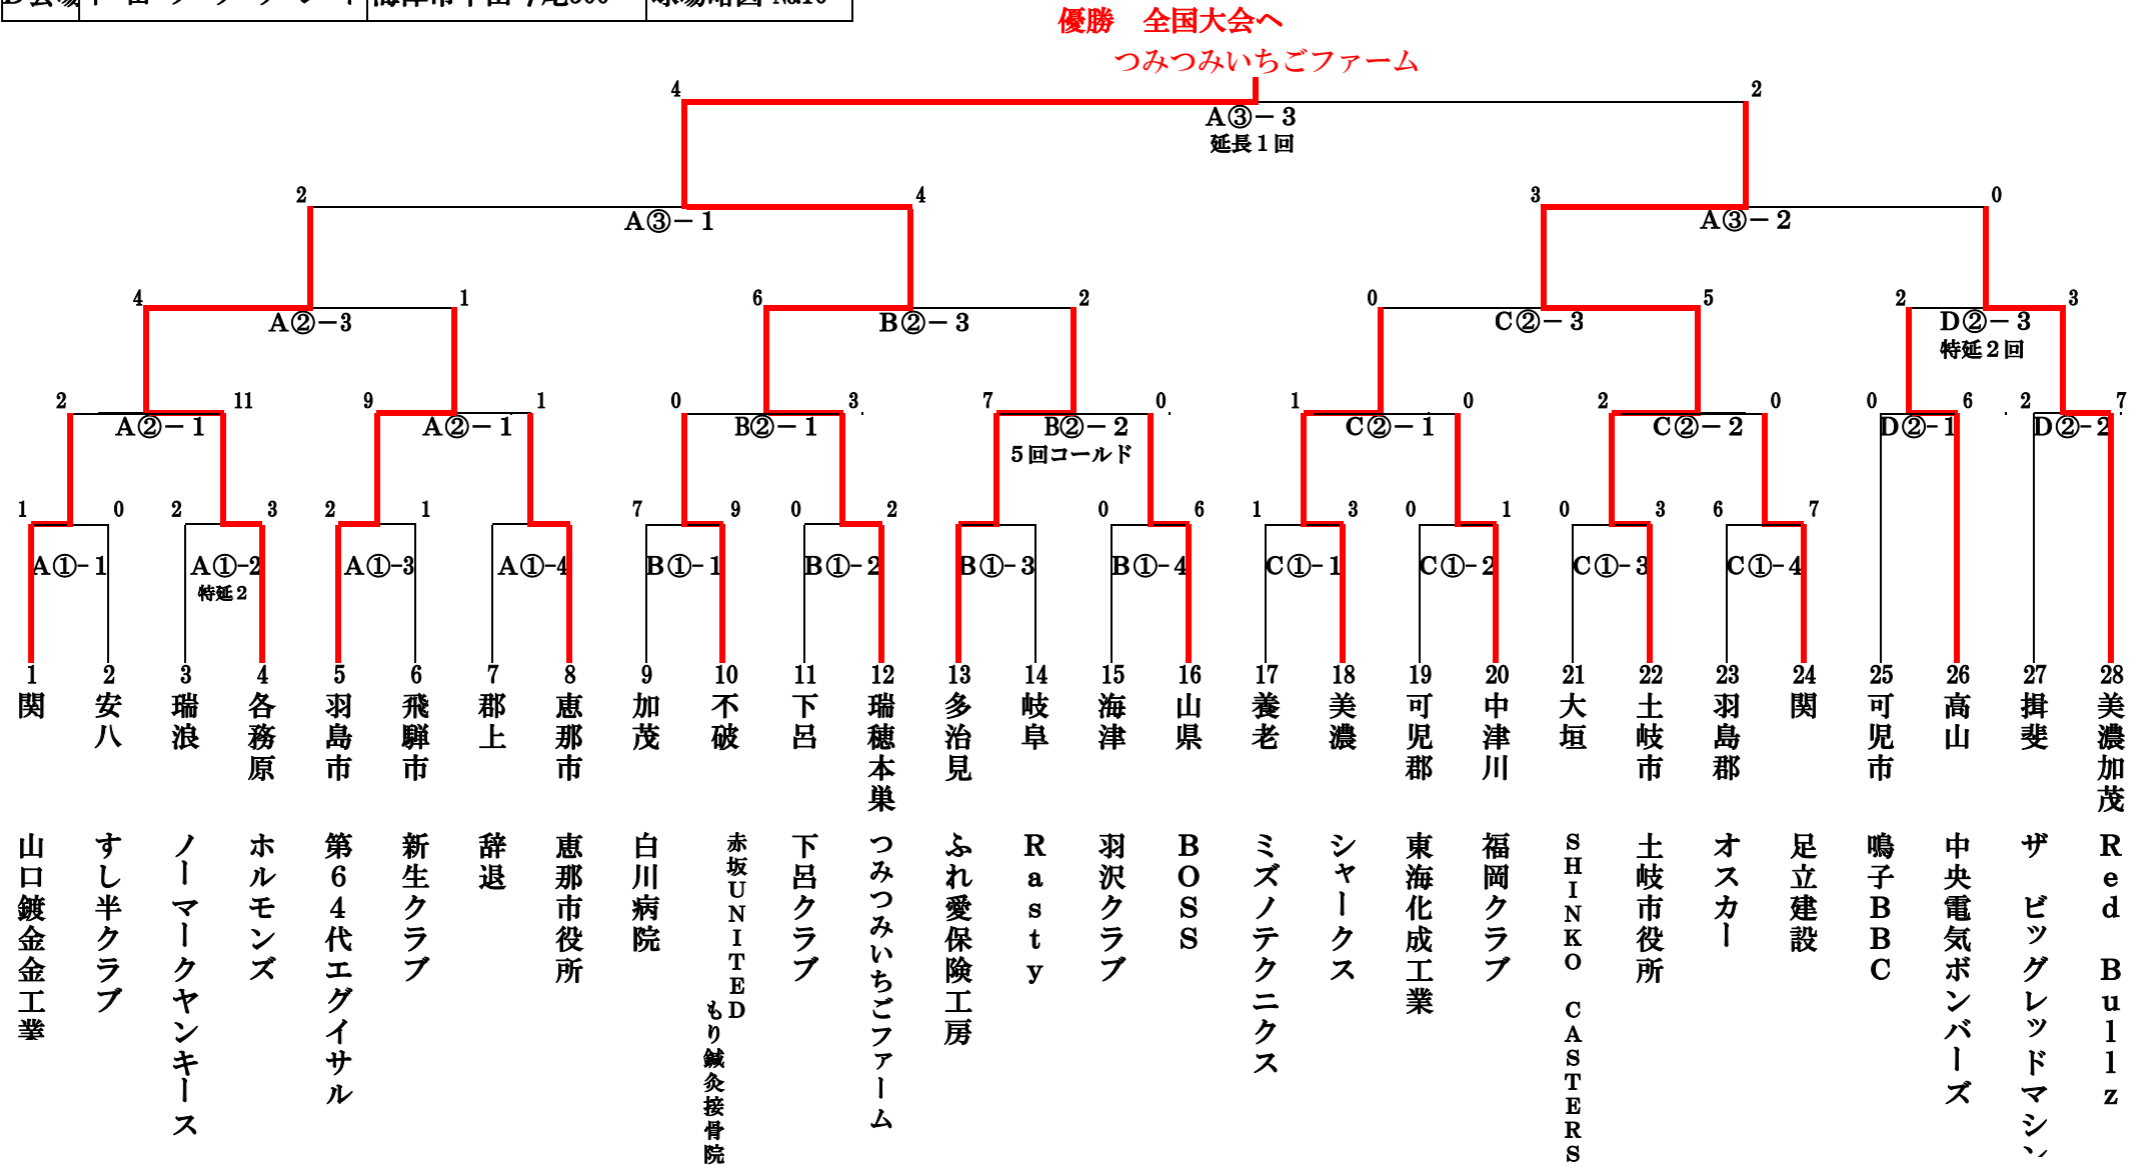 優勝　全国大会へ
つみつみいちごファーム
4 2
A③－3
延長1回
2 4 3 0
A③－1 A③－2
4 1 6 2 0 5 2 3
A②－3 B②－3 C②－3 D②－3
特延2回
2 11 9 1 0 3 7 0 1 0 2 0 0 6 2 7
A②－1 A②－1 B②－1 B②－2 C②－1 C②－2 D②-1 D②-2
5回コールド
1 0 2 3 2 1 7 9 0 2 0 6 1 3 0 1 0 3 6 7
A①-1 A①-2 A①-3 A①-4 B①-1 B①-2 B①-3 B①-4 C①-1 C①-2 C①-3 C①-4
特延2
1 2 3 4 5 6 7 8 9 10 11 12 13 14 15 16 17 18 19 20 21 22 23 24 25 26 27 28
関
安八
瑞浪
各務原
羽島市
飛騨市
郡上
恵那市
加茂
不破
下呂
瑞穂本巣
多治見
岐阜
海津
山県
養老
美濃
可児郡
中津川
大垣
土岐市
羽島郡
関
可児市
高山
揖斐
美濃加茂
山口鍍金金工業
すし半クラブ
ノーマークヤンキース
ホルモンズ
第64代エグイサル
新生クラブ
辞退
恵那市役所
白川病院
赤坂UNITED
もり鍼灸接骨院
下呂クラブ
つみつみいちごファーム
ふれ愛保険工房
Rasty
羽沢クラブ
BOSS
ミズノテクニクス
シャークス
東海化成工業
福岡クラブ
SHINKO CASTERS
土岐市役所
オスカー
足立建設
鳴子BBC
中央電気ボンバーズ
ザ ビッグレッドマシン
Red Bullz